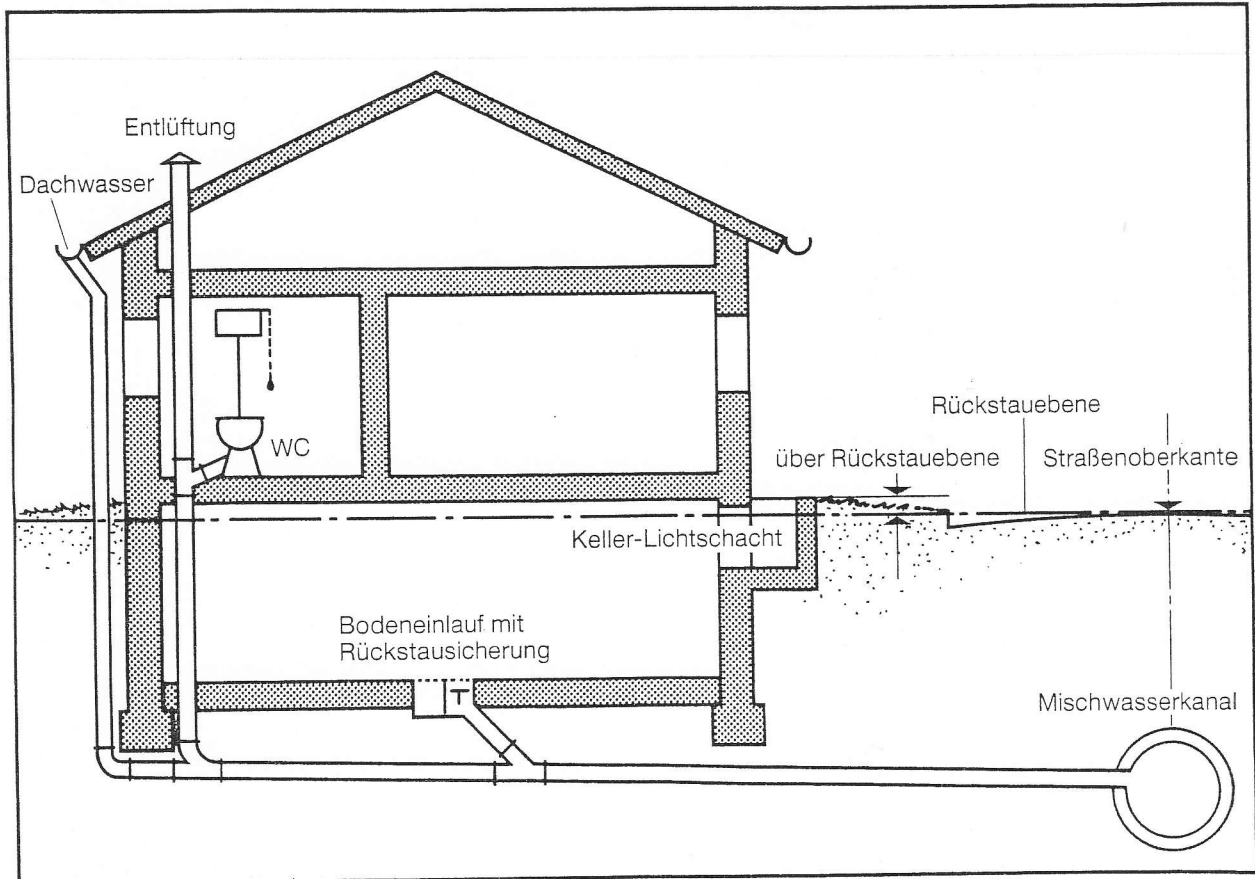 Entlüftung
Dachwasser
WC
Rückstauebene
über Rückstauebene
Straßenoberkante
Keller-Lichtschacht
Bodeneinlauf mit
Rückstausicherung
T
Mischwasserkanal